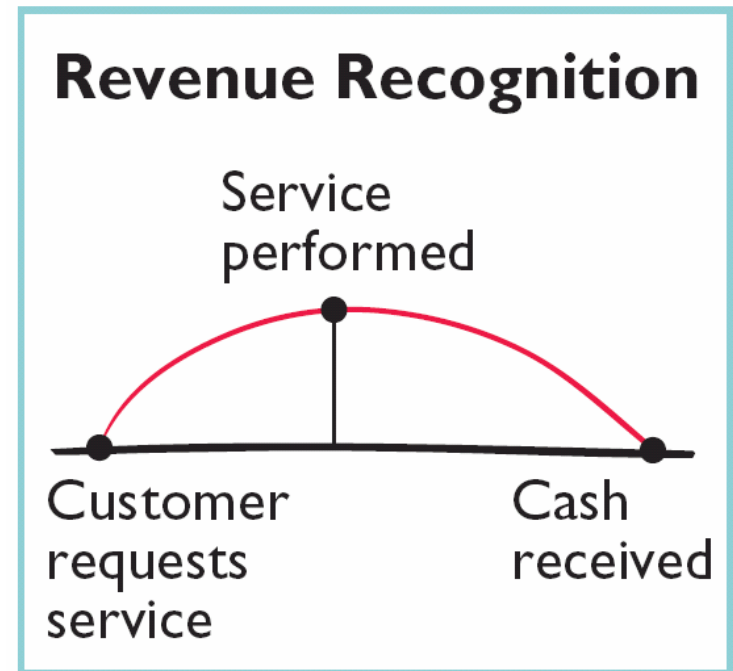 Revenue Recognition
Service
performed
Customer
requests
service
Cash
received